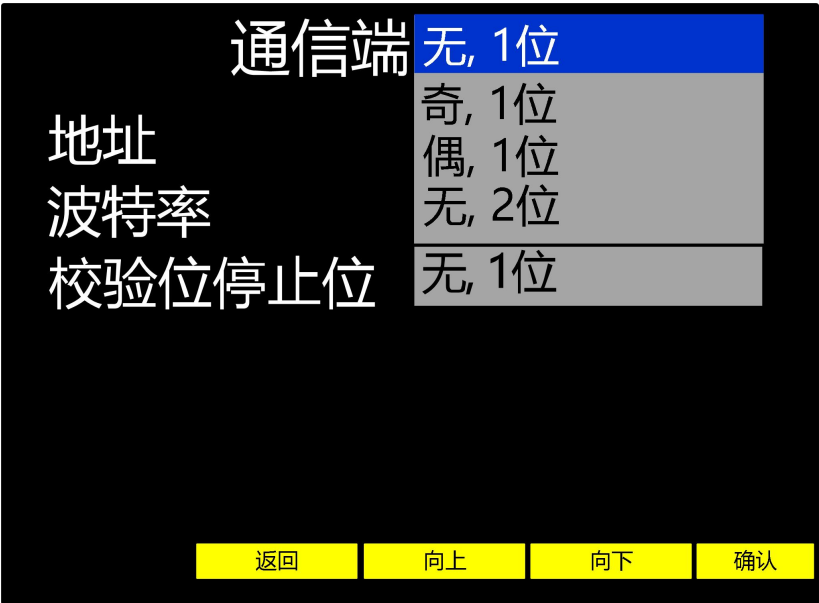 通信端
无, 1位
奇, 1位
地址
偶, 1位
波特率
无, 2位
校验位停止位
无, 1位
返回 向上 向下 确认